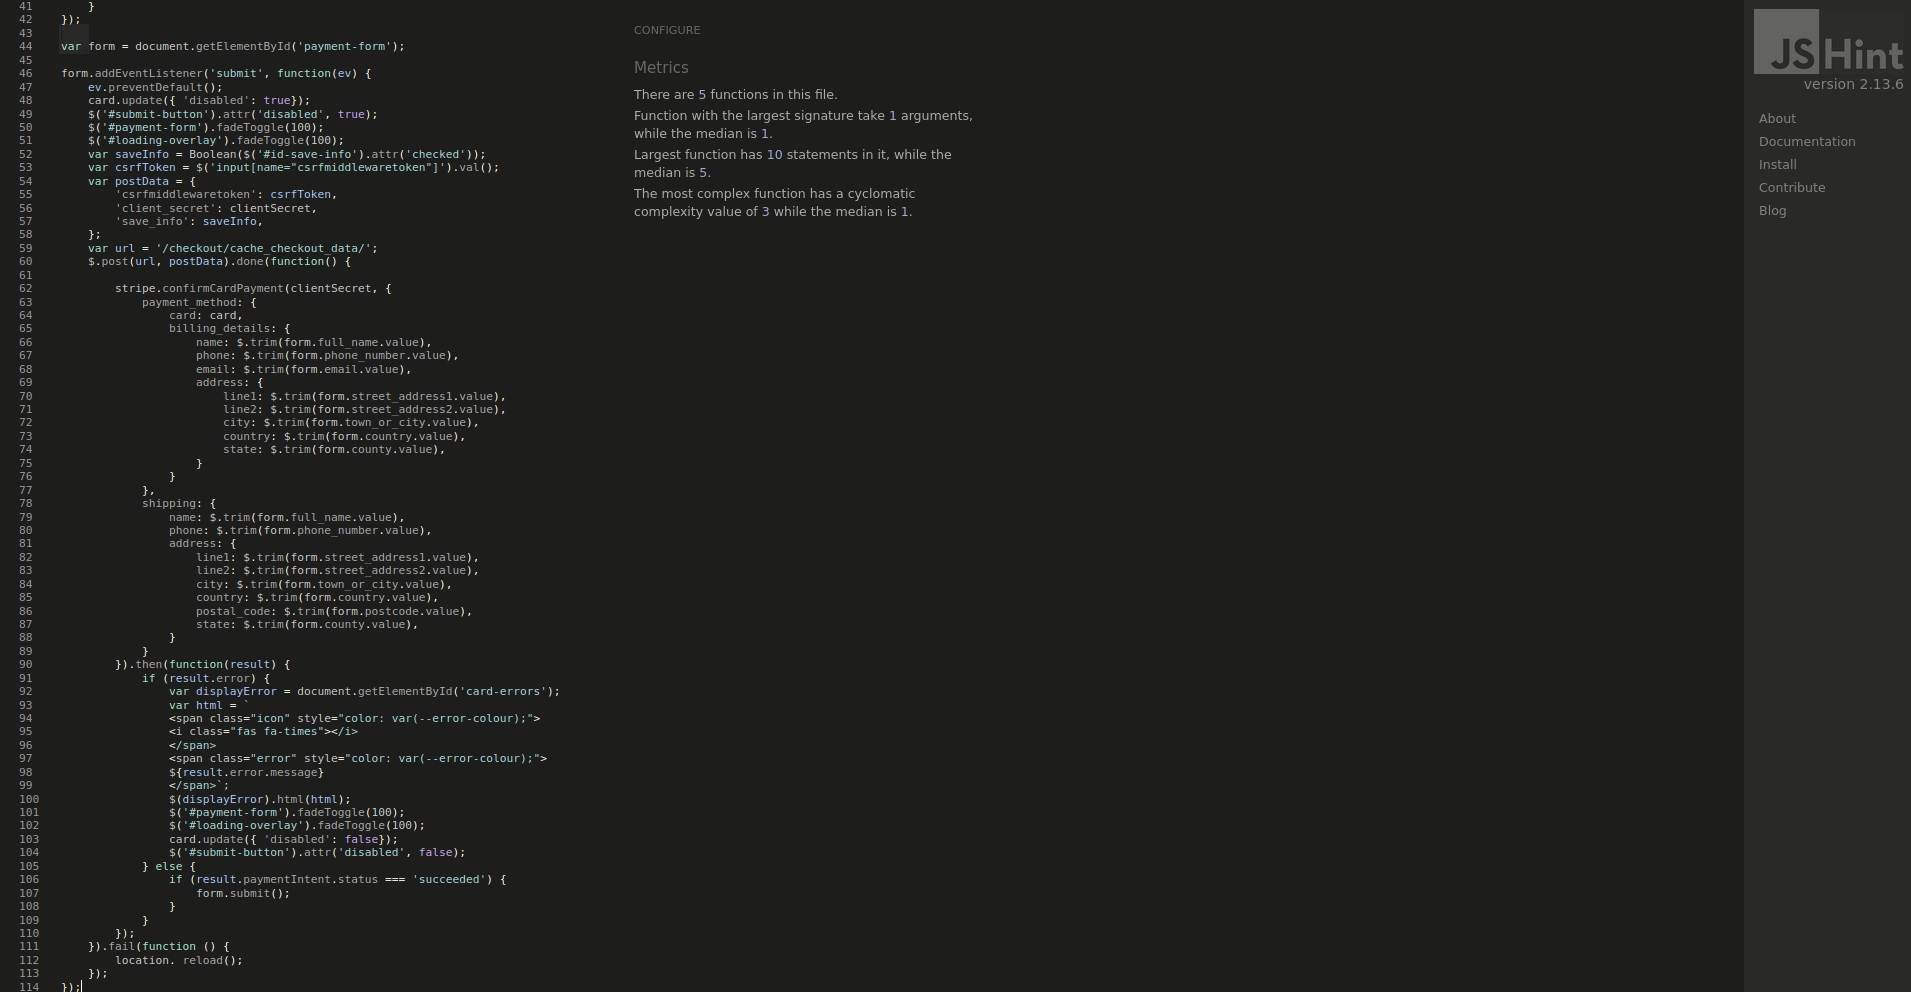 41         }
42     });
43
44     var form = document.getElementById('payment-form');
45
46     form.addEventListener('submit', function(ev) {
47         ev.preventDefault();
48         card.update({ 'disabled': true});
49         $('#submit-button').attr('disabled', true);
50         $('#payment-form').fadeToggle(100);
51         $('#loading-overlay').fadeToggle(100);
52         var saveInfo = Boolean($('#id-save-info').attr('checked'));
53         var csrfToken = $('input[name="csrfmiddlewaretoken"]').val();
54         var postData = {
55             'csrfmiddlewaretoken': csrfToken,
56             'client_secret': clientSecret,
57             'save_info': saveInfo,
58         };
59         var url = '/checkout/cache_checkout_data/';
60         $.post(url, postData).done(function() {
61
62             stripe.confirmCardPayment(clientSecret, {
63                 payment_method: {
64                     card: card,
65                     billing_details: {
66                         name: $.trim(form.full_name.value),
67                         phone: $.trim(form.phone_number.value),
68                         email: $.trim(form.email.value),
69                         address: {
70                             line1: $.trim(form.street_address1.value),
71                             line2: $.trim(form.street_address2.value),
72                             city: $.trim(form.town_or_city.value),
73                             country: $.trim(form.country.value),
74                             state: $.trim(form.county.value),
75                         }
76                     }
77                 },
78                 shipping: {
79                     name: $.trim(form.full_name.value),
80                     phone: $.trim(form.phone_number.value),
81                     address: {
82                         line1: $.trim(form.street_address1.value),
83                         line2: $.trim(form.street_address2.value),
84                         city: $.trim(form.town_or_city.value),
85                         country: $.trim(form.country.value),
86                         postal_code: $.trim(form.postcode.value),
87                         state: $.trim(form.county.value),
88                     }
89                 }
90             }).then(function(result) {
91                 if (result.error) {
92                     var displayError = document.getElementById('card-errors');
93                     var html = `
94                     <span class="icon" style="color: var(--error-colour);">
95                     <i class="fas fa-times"></i>
96                     </span>
97                     <span class="error" style="color: var(--error-colour);">
98                     ${result.error.message}
99                     </span>`;
100                     $(displayError).html(html);
101                     $('#payment-form').fadeToggle(100);
102                     $('#loading-overlay').fadeToggle(100);
103                     card.update({ 'disabled': false});
104                     $('#submit-button').attr('disabled', false);
105                 } else {
106                     if (result.paymentIntent.status === 'succeeded') {
107                         form.submit();
108                     }
109                 }
110             });
111         }).fail(function () {
112             location. reload();
113         });
114     });
CONFIGURE
Metrics
There are 5 functions in this file.
Function with the largest signature take 1 arguments,
while the median is 1.
Largest function has 10 statements in it, while the
median is 5.
The most complex function has a cyclomatic
complexity value of 3 while the median is 1.
JSHint
version 2.13.6
About
Documentation
Install
Contribute
Blog